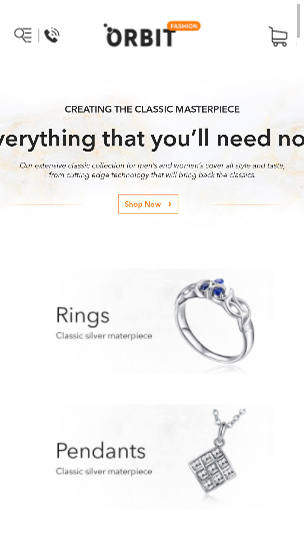 ORBIT
FASHION
CREATING THE CLASSIC MASTERPIECE
verything that you'll need no
Our extensive classic collection for men's and women's cover all style and taste,
from cutting edge technology that will bring back the classics.
Shop Now
Rings
Classic silver materpiece
Pendants
Classic silver materpiece